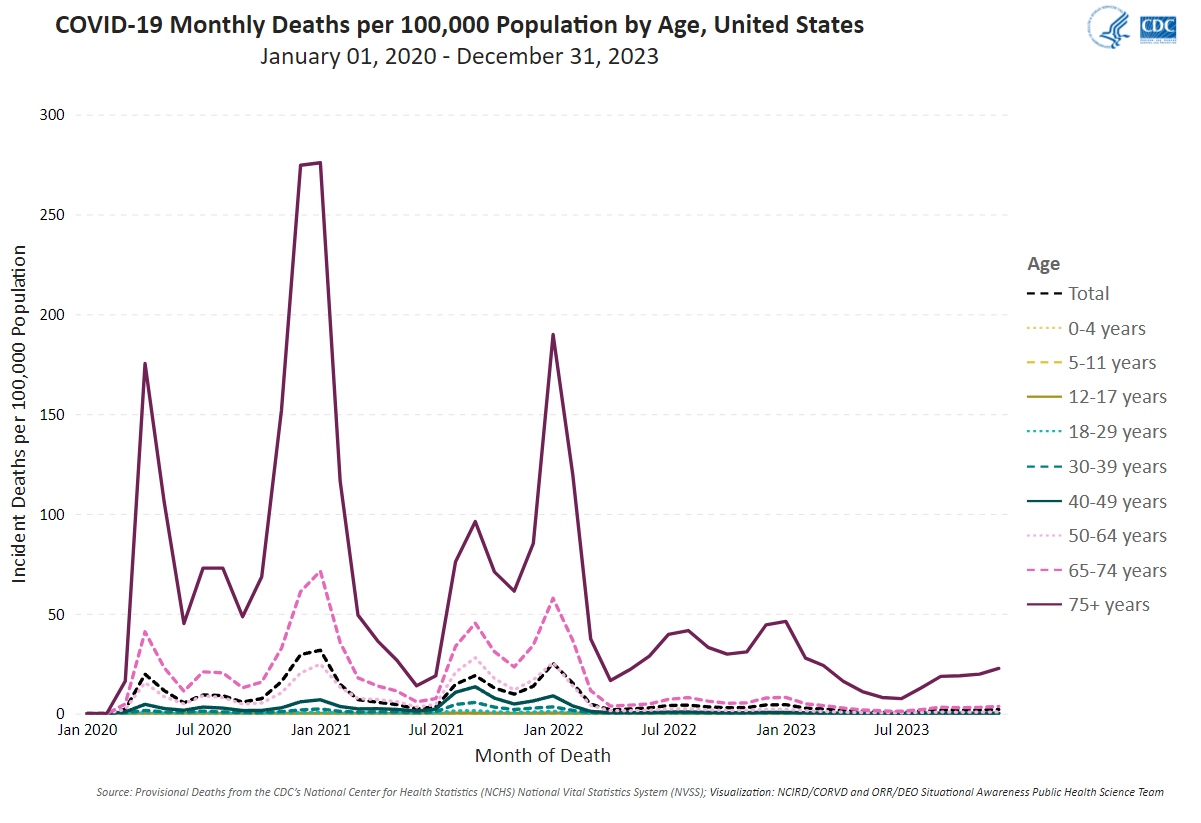 COVID-19 Monthly Deaths per 100,000 Population by Age, United States
January 01, 2020 - December 31, 2023
CDC
300
250
200
150
100
50
0
Incident Deaths per 100,000 Population
Jan 2020
Jul 2020
Jan 2021
Jul 2021
Jan 2022
Jul 2022
Jan 2023
Jul 2023
Month of Death
Age
Total
0-4 years
5-11 years
12-17 years
18-29 years
30-39 years
40-49 years
50-64 years
65-74 years
75+ years
Source: Provisional Deaths from the CDC's National Center for Health Statistics (NCHS) National Vital Statistics System (NVSS); Visualization: NCIRD/CORVD and ORR/DEO Situational Awareness Public Health Science Team